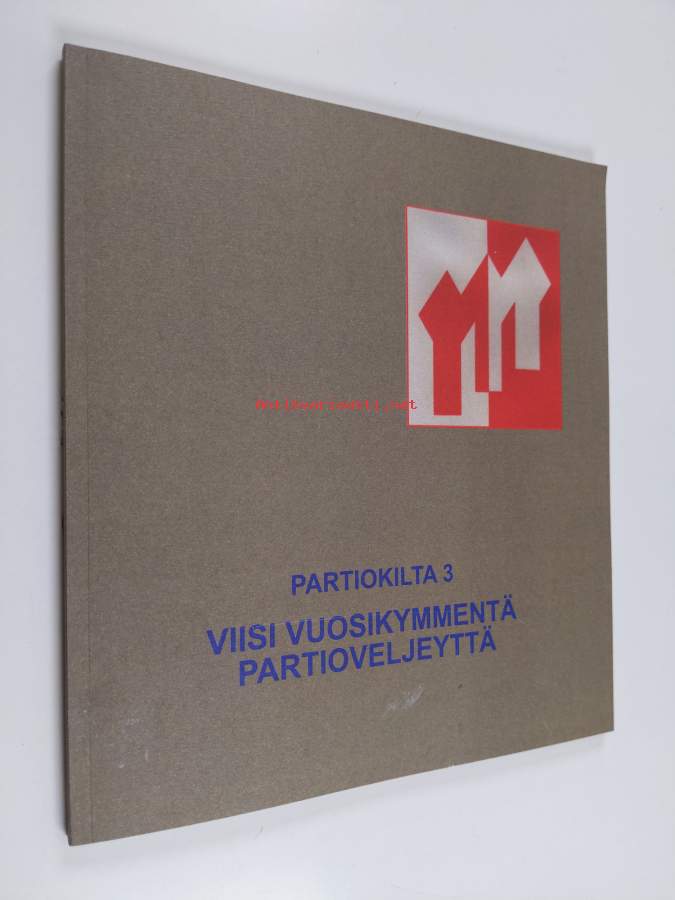 Antikvariaatti.net
PARTIOKILTA 3
VIISI VUOSIKYMMENTÄ
PARTIOVELJEYTTÄ